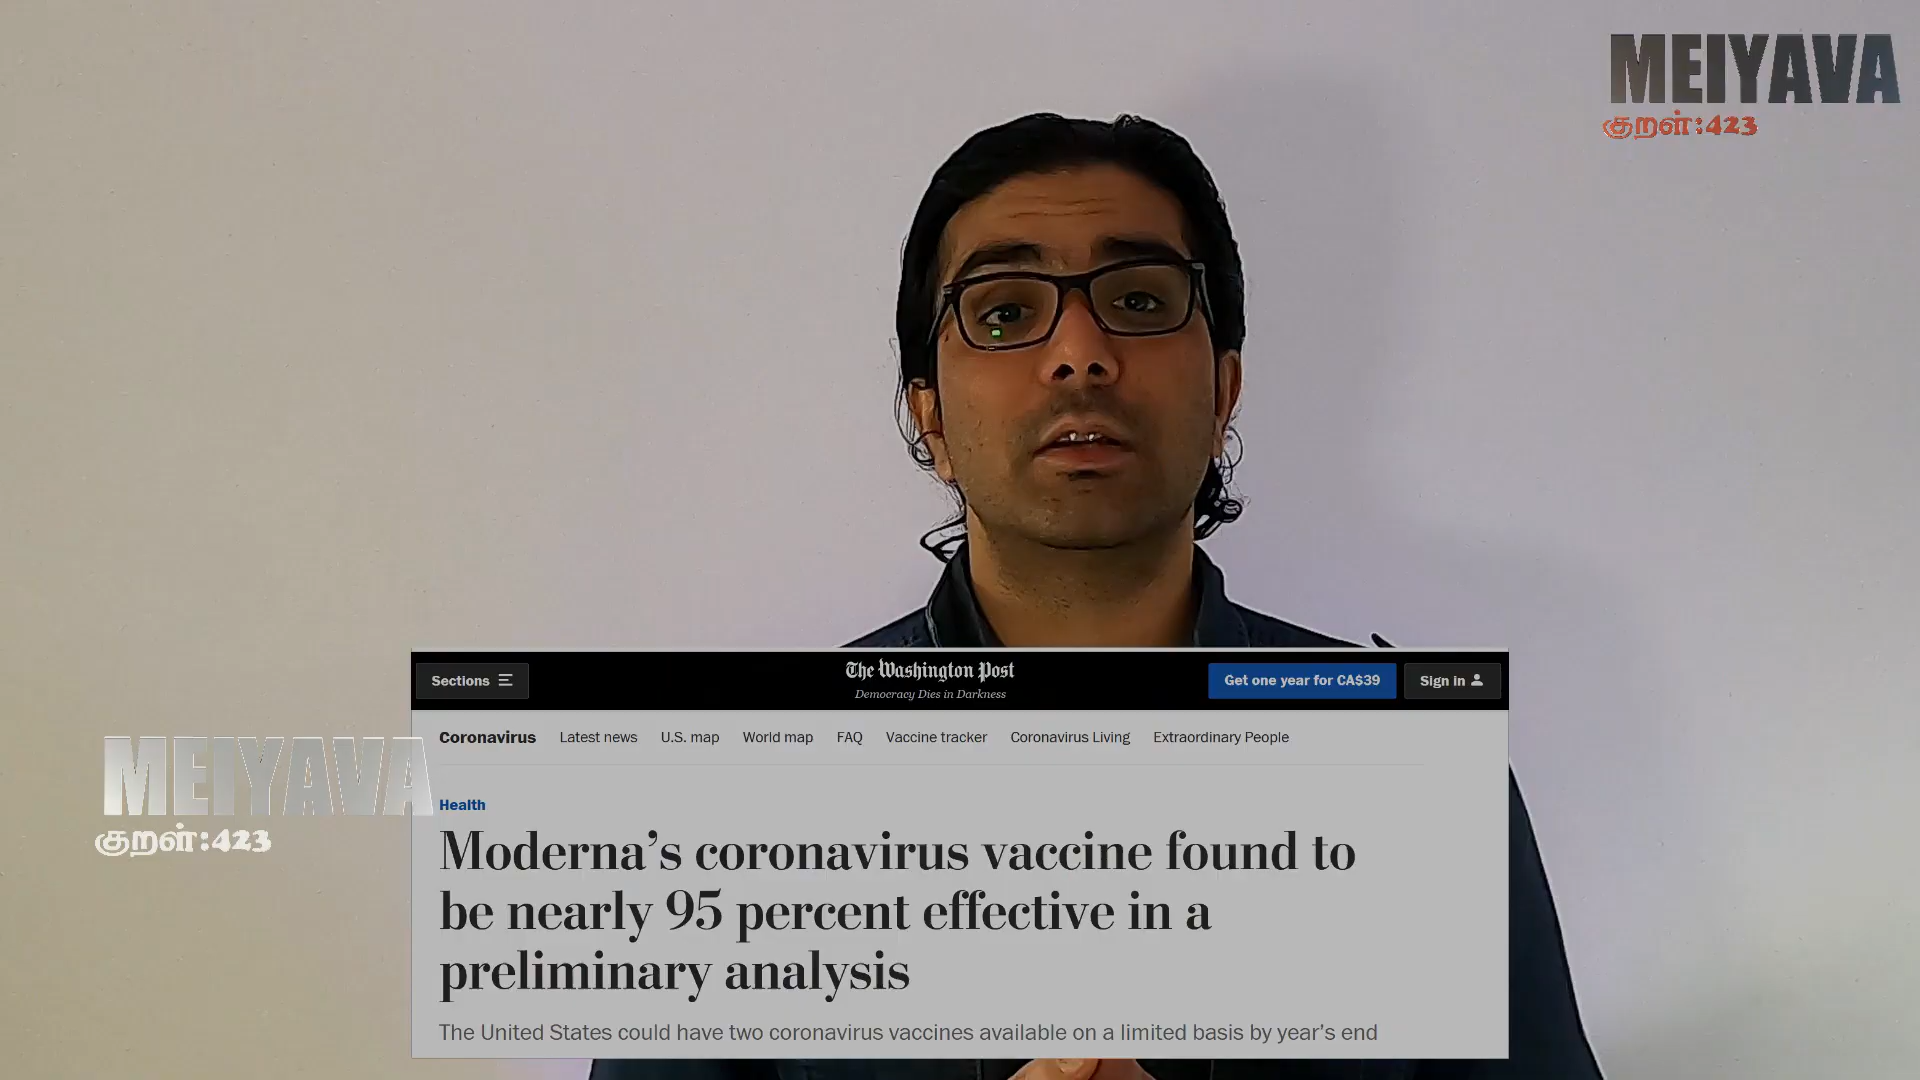 MEIYAVA
குறள்:423
Sections
The Washington Post
Democracy Dies in Darkness
Get one year for CA$39
Sign in
Coronavirus Latest news U.S. map World map FAQ Vaccine tracker Coronavirus Living Extraordinary People
MEIYAVA
குறள்:423
Health
Moderna’s coronavirus vaccine found to
be nearly 95 percent effective in a
preliminary analysis
The United States could have two coronavirus vaccines available on a limited basis by year’s end